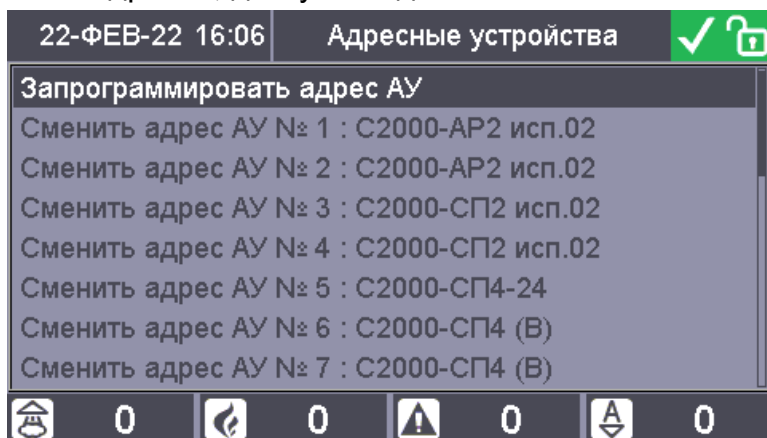 22-ФЕВ-22 16:06 Адресные устройства
Запрограммировать адрес АУ
Сменить адрес АУ № 1 : С2000-АР2 исп.02
Сменить адрес АУ № 2 : С2000-АР2 исп.02
Сменить адрес АУ № 3 : С2000-СП2 исп.02
Сменить адрес АУ № 4 : С2000-СП2 исп.02
Сменить адрес АУ № 5 : С2000-СП4-24
Сменить адрес АУ № 6 : С2000-СП4 (В)
Сменить адрес АУ № 7 : С2000-СП4 (В)
0 0 0 A 0